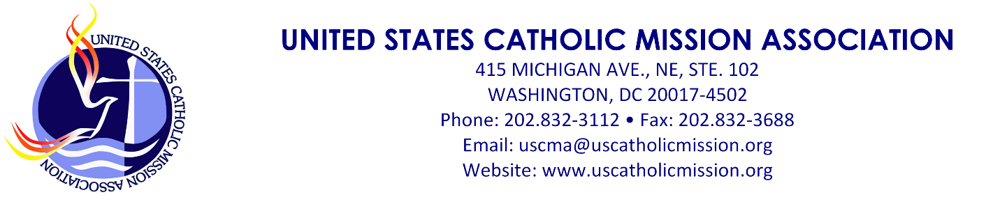 UNITED STATES CATHOLIC MISSION
ASSOCIATION
UNITED STATES CATHOLIC MISSION ASSOCIATION
415 MICHIGAN AVE., NE, STE. 102
WASHINGTON, DC 20017-4502
Phone: 202.832-3112 • Fax: 202.832-3688
Email: uscma@uscatholicmission.org
Website: www.uscatholicmission.org